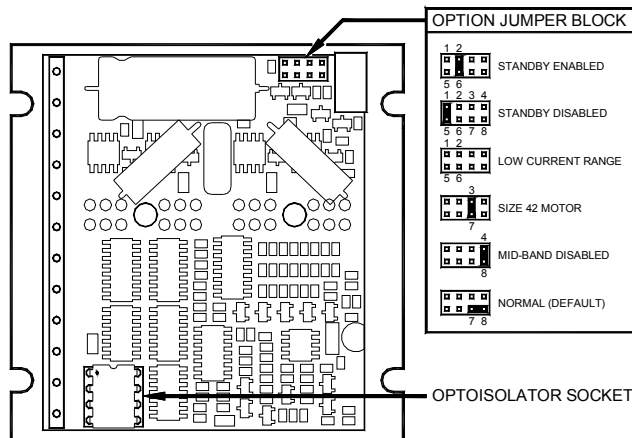 OPTION JUMPER BLOCK
1 2
STANDBY ENABLED
5 6
1 2 3 4
STANDBY DISABLED
5 6 7 8
1 2
LOW CURRENT RANGE
5 6
3
SIZE 42 MOTOR
7
4
MID-BAND DISABLED
8
NORMAL (DEFAULT)
7 8
OPTOISOLATOR SOCKET